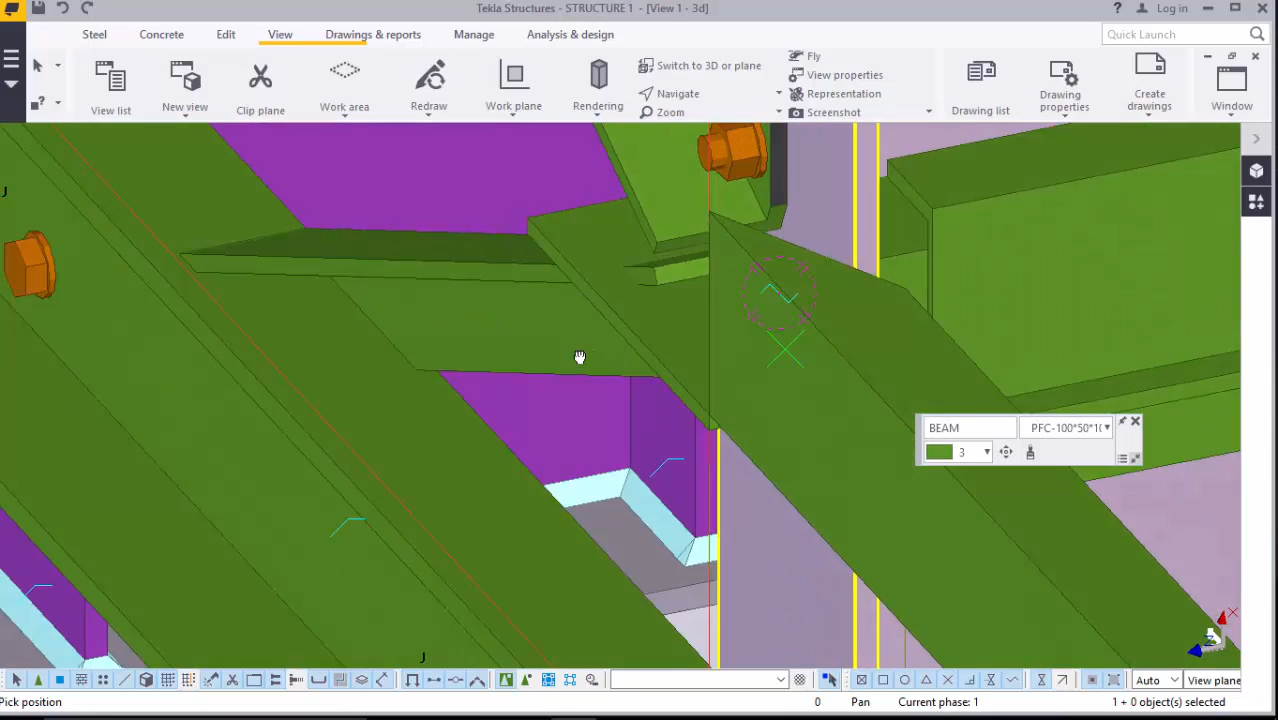 Tekla Structures - STRUCTURE 1 - [View 1 - 3d]
Log in
Steel
Concrete
Edit
View
Drawings & reports
Manage
Analysis & design
Quick Launch
View list
New view
Clip plane
Work area
Redraw
Work plane
Rendering
Switch to 3D or plane
Navigate
Zoom
Fly
View properties
Representation
Screenshot
Drawing list
Drawing properties
Create drawings
Window
J
BEAM
PFC-100*50*1(
3
J
Auto
View plane
Pick position
0
Pan
Current phase: 1
1 + 0 object(s) selected